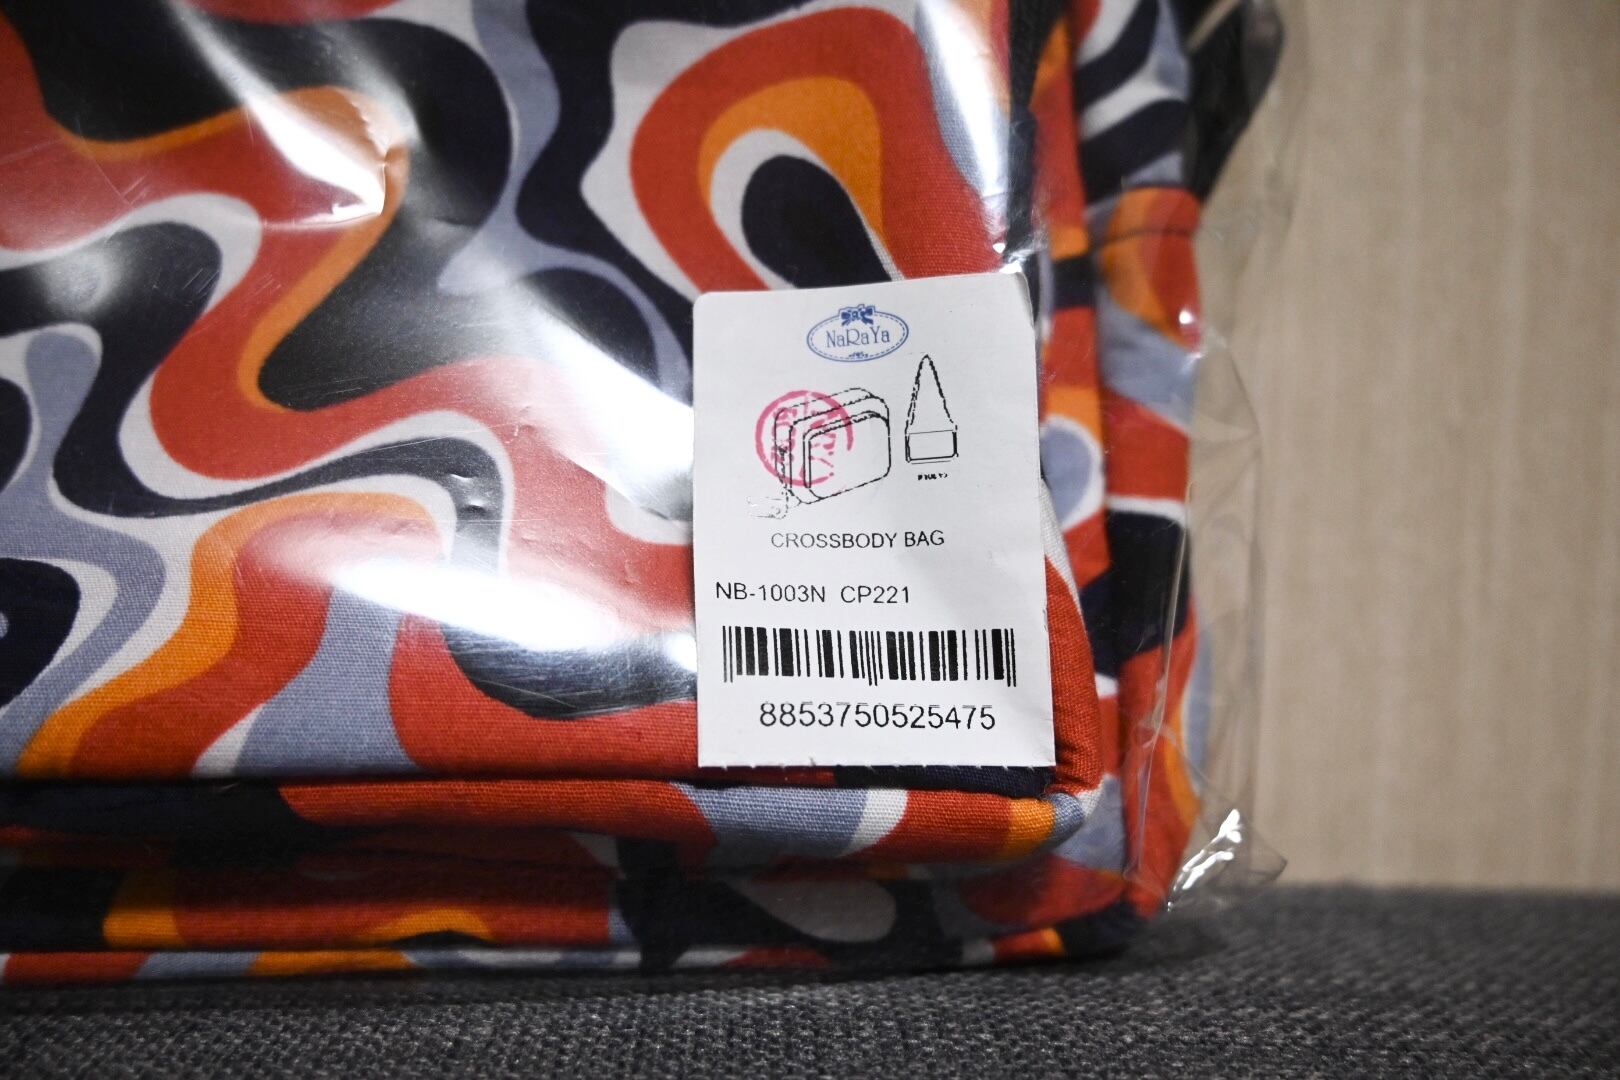 NaRaYa
CROSSBODY BAG
NB-1003N CP221
8853750525475